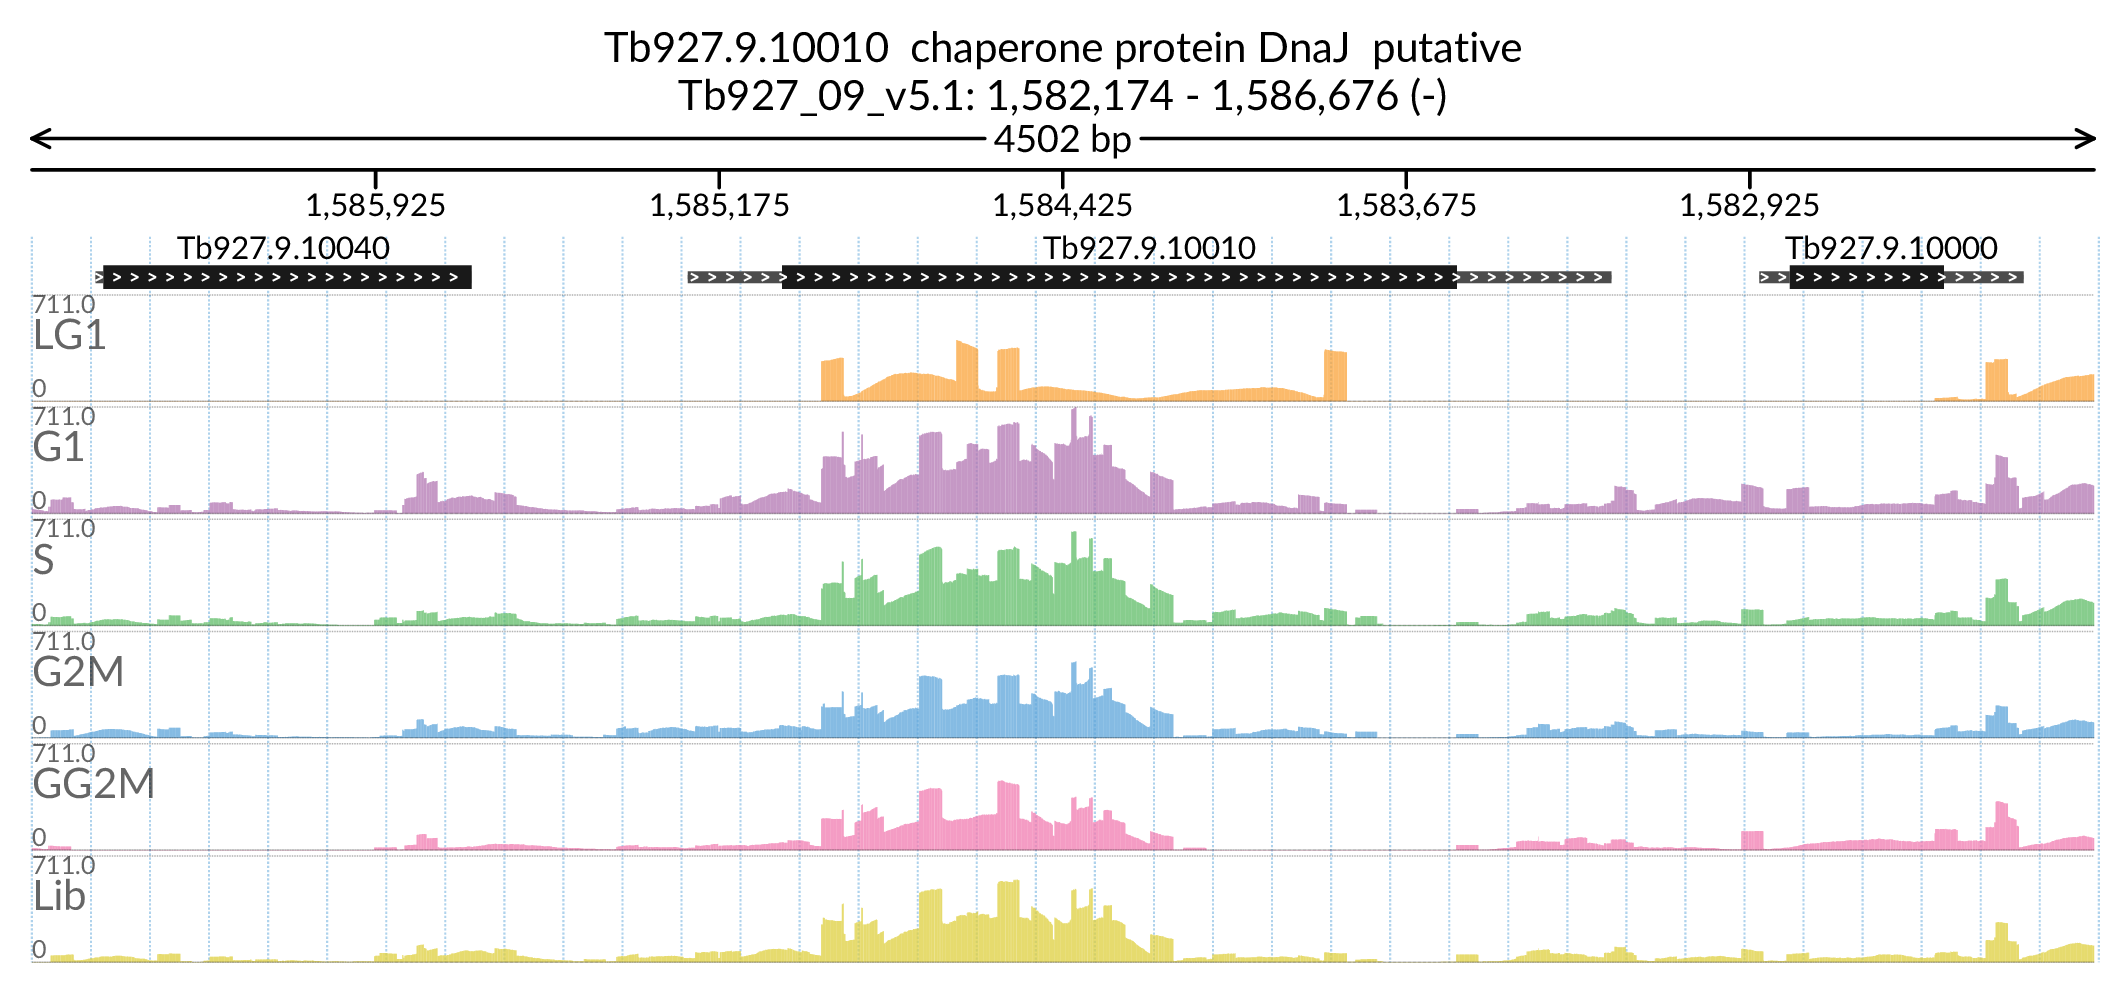 Tb927.9.10010 chaperone protein DnaJ putative
Tb927_09_v5.1: 1,582,174 - 1,586,676 (-)
4502 bp
1,585,925 1,585,175 1,584,425 1,583,675 1,582,925
Tb927.9.10040 Tb927.9.10010 Tb927.9.10000
711.0
LG1
0
711.0
G1
0
711.0
S
0
711.0
G2M
0
711.0
GG2M
0
711.0
Lib
0